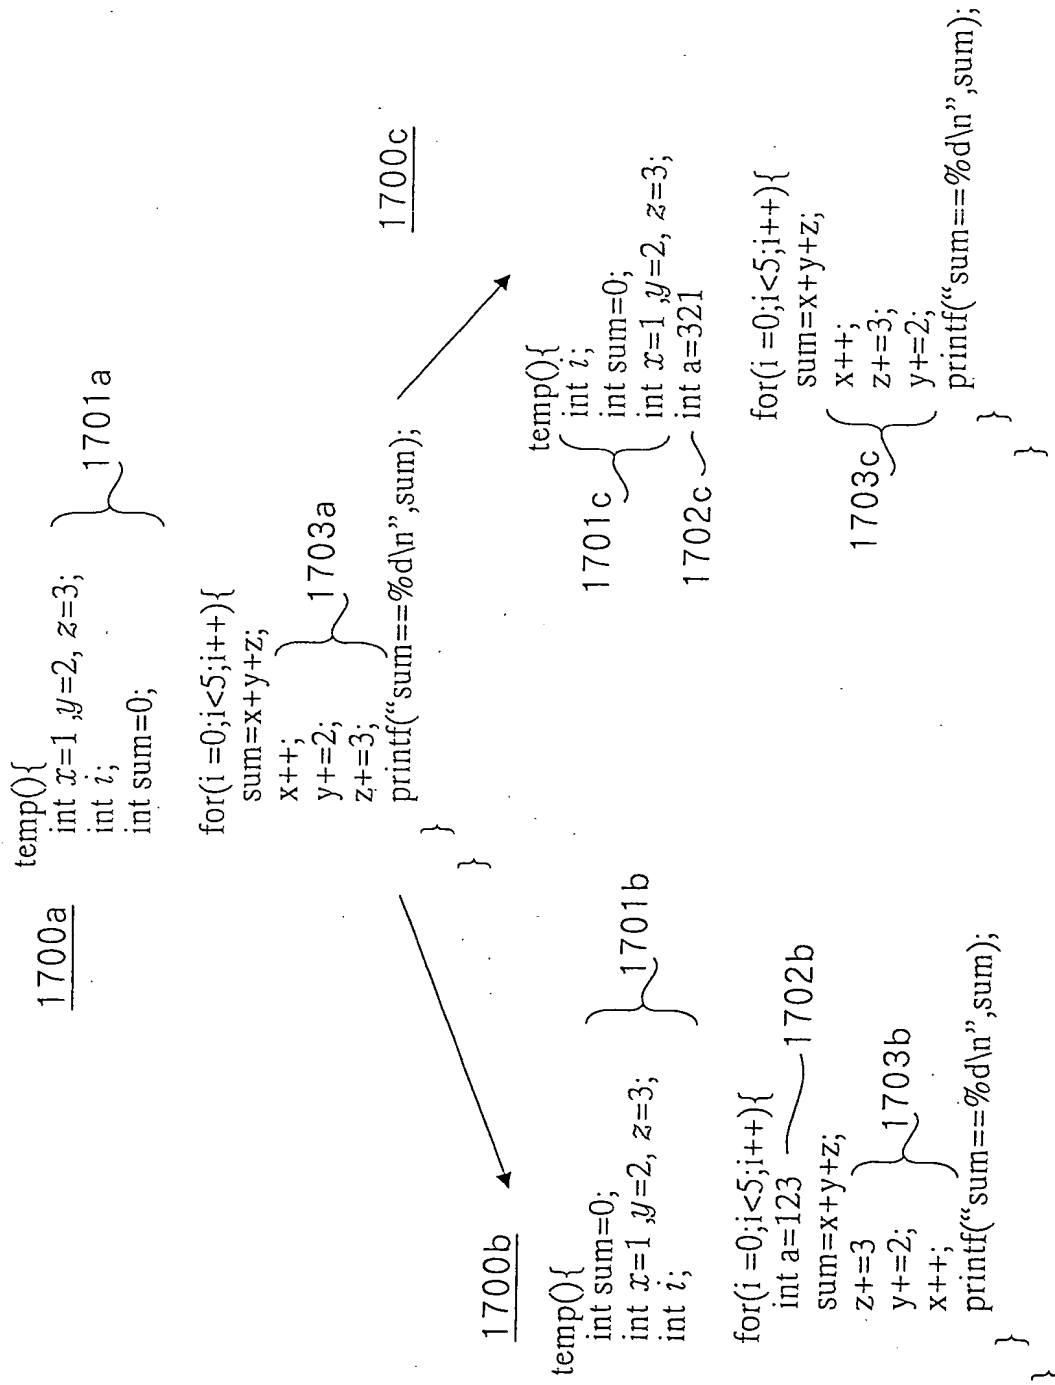 1700a
temp(){
int x=1 ,y=2, z=3;
int i;
int sum=0;
1701a
for(i =0;i<5;i++){
sum=x+y+z;
x++;
y+=2;
z+=3;
1703a
printf(“sum==%d\n”,sum);
}
}
1700b
temp(){
int sum=0;
int x=1 ,y=2, z=3;
int i;
1701b
for(i =0;i<5;i++){
int a=123
1702b
sum=x+y+z;
z+=3
y+=2;
x++;
1703b
printf(“sum==%d\n”,sum);
}
}
1700c
temp(){
int i;
int sum=0;
int x=1 ,y=2, z=3;
1701c
int a=321
1702c
for(i =0;i<5;i++){
sum=x+y+z;
x++;
z+=3;
y+=2;
1703c
printf(“sum==%d\n”,sum);
}
}